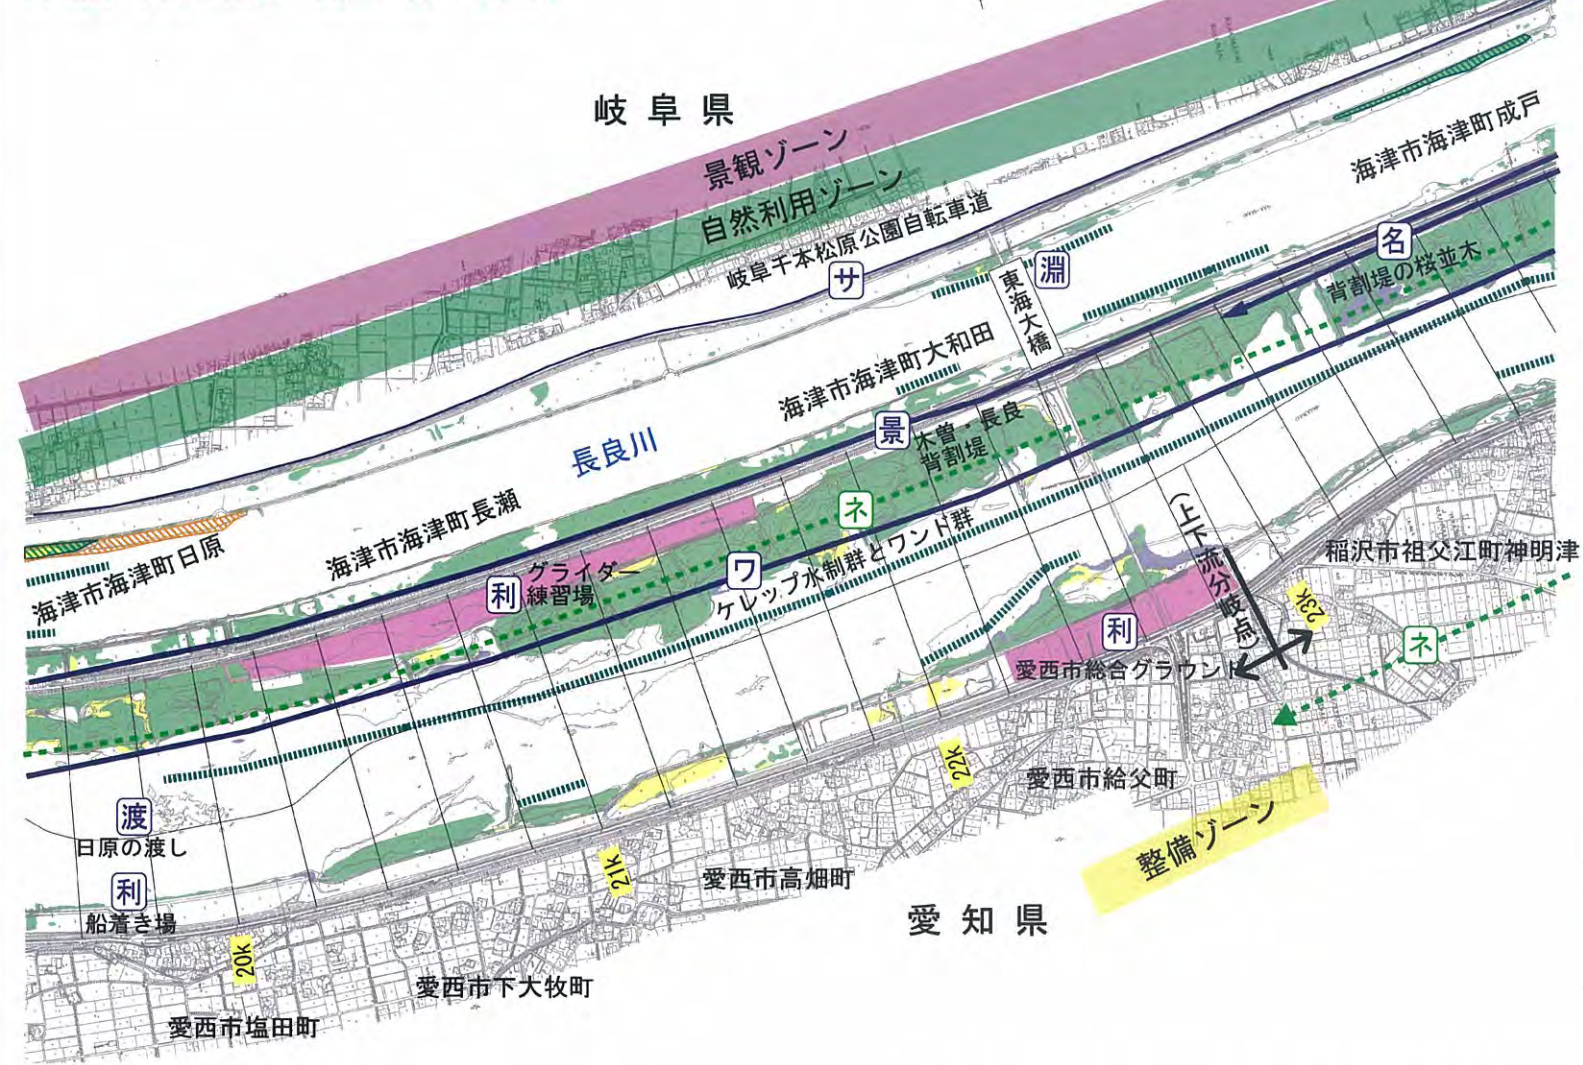 岐阜県
景観ゾーン
自然利用ゾーン
岐阜千本松原公園自転車道
サ
淵
東海大橋
海津市海津町成戸
名
背割堤の桜並木
海津市海津町大和田
景
木曽・長良
背割堤
長良川
海津市海津町長瀬
海津市海津町日原
ネ
ワ
ケレップ水制群とワンド群
利
グライダー
練習場
(上下流分岐点)
稲沢市祖父江町神明津
23k
ネ
利
愛西市総合グラウンド
22k
愛西市給父町
整備ゾーン
渡
日原の渡し
利
船着き場
21k
愛西市高畑町
愛知県
20k
愛西市下大牧町
愛西市塩田町